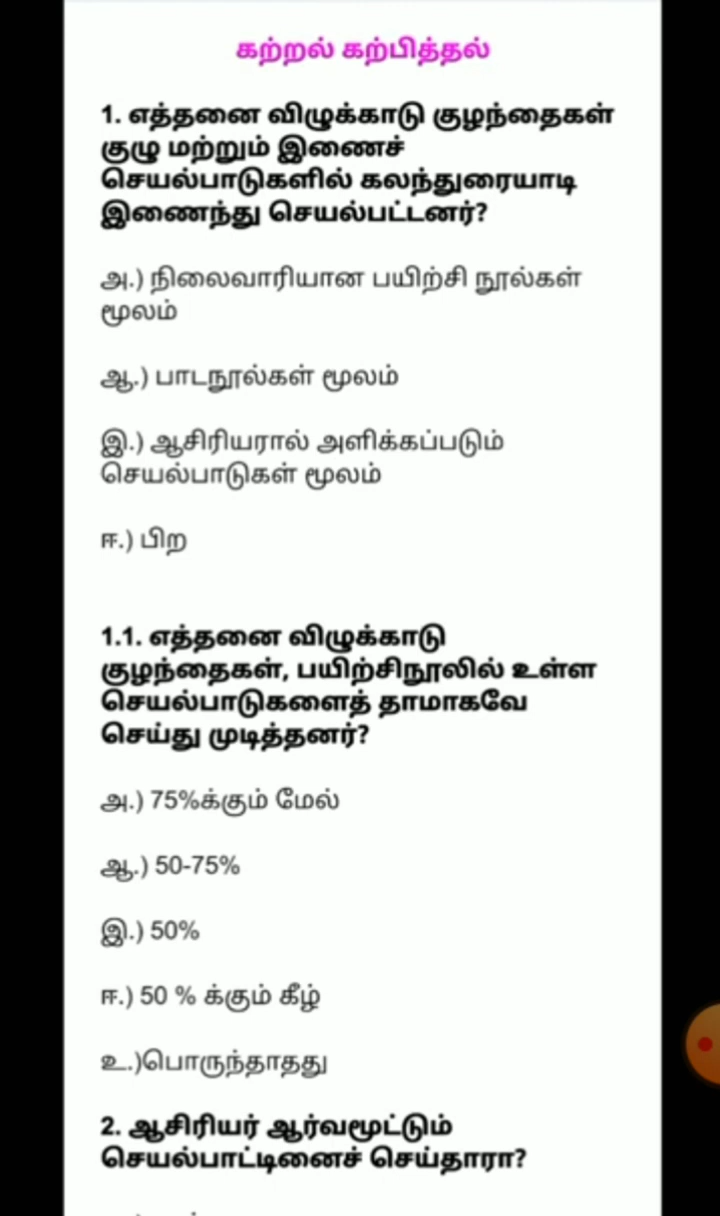 கற்றல் கற்பித்தல்
1. எத்தனை விழுக்காடு குழந்தைகள்
குழு மற்றும் இணைச்
செயல்பாடுகளில் கலந்துரையாடி
இணைந்து செயல்பட்டனர்?
அ.) நிலைவாரியான பயிற்சி நூல்கள்
மூலம்
ஆ.) பாடநூல்கள் மூலம்
இ.) ஆசிரியரால் அளிக்கப்படும்
செயல்பாடுகள் மூலம்
ஈ.) பிற
1.1. எத்தனை விழுக்காடு
குழந்தைகள், பயிற்சிநூலில் உள்ள
செயல்பாடுகளைத் தாமாகவே
செய்து முடித்தனர்?
அ.) 75%க்கும் மேல்
ஆ.) 50-75%
இ.) 50%
ஈ.) 50 % க்கும் கீழ்
உ.)பொருந்தாதது
2. ஆசிரியர் ஆர்வமூட்டும்
செயல்பாட்டினைச் செய்தாரா?